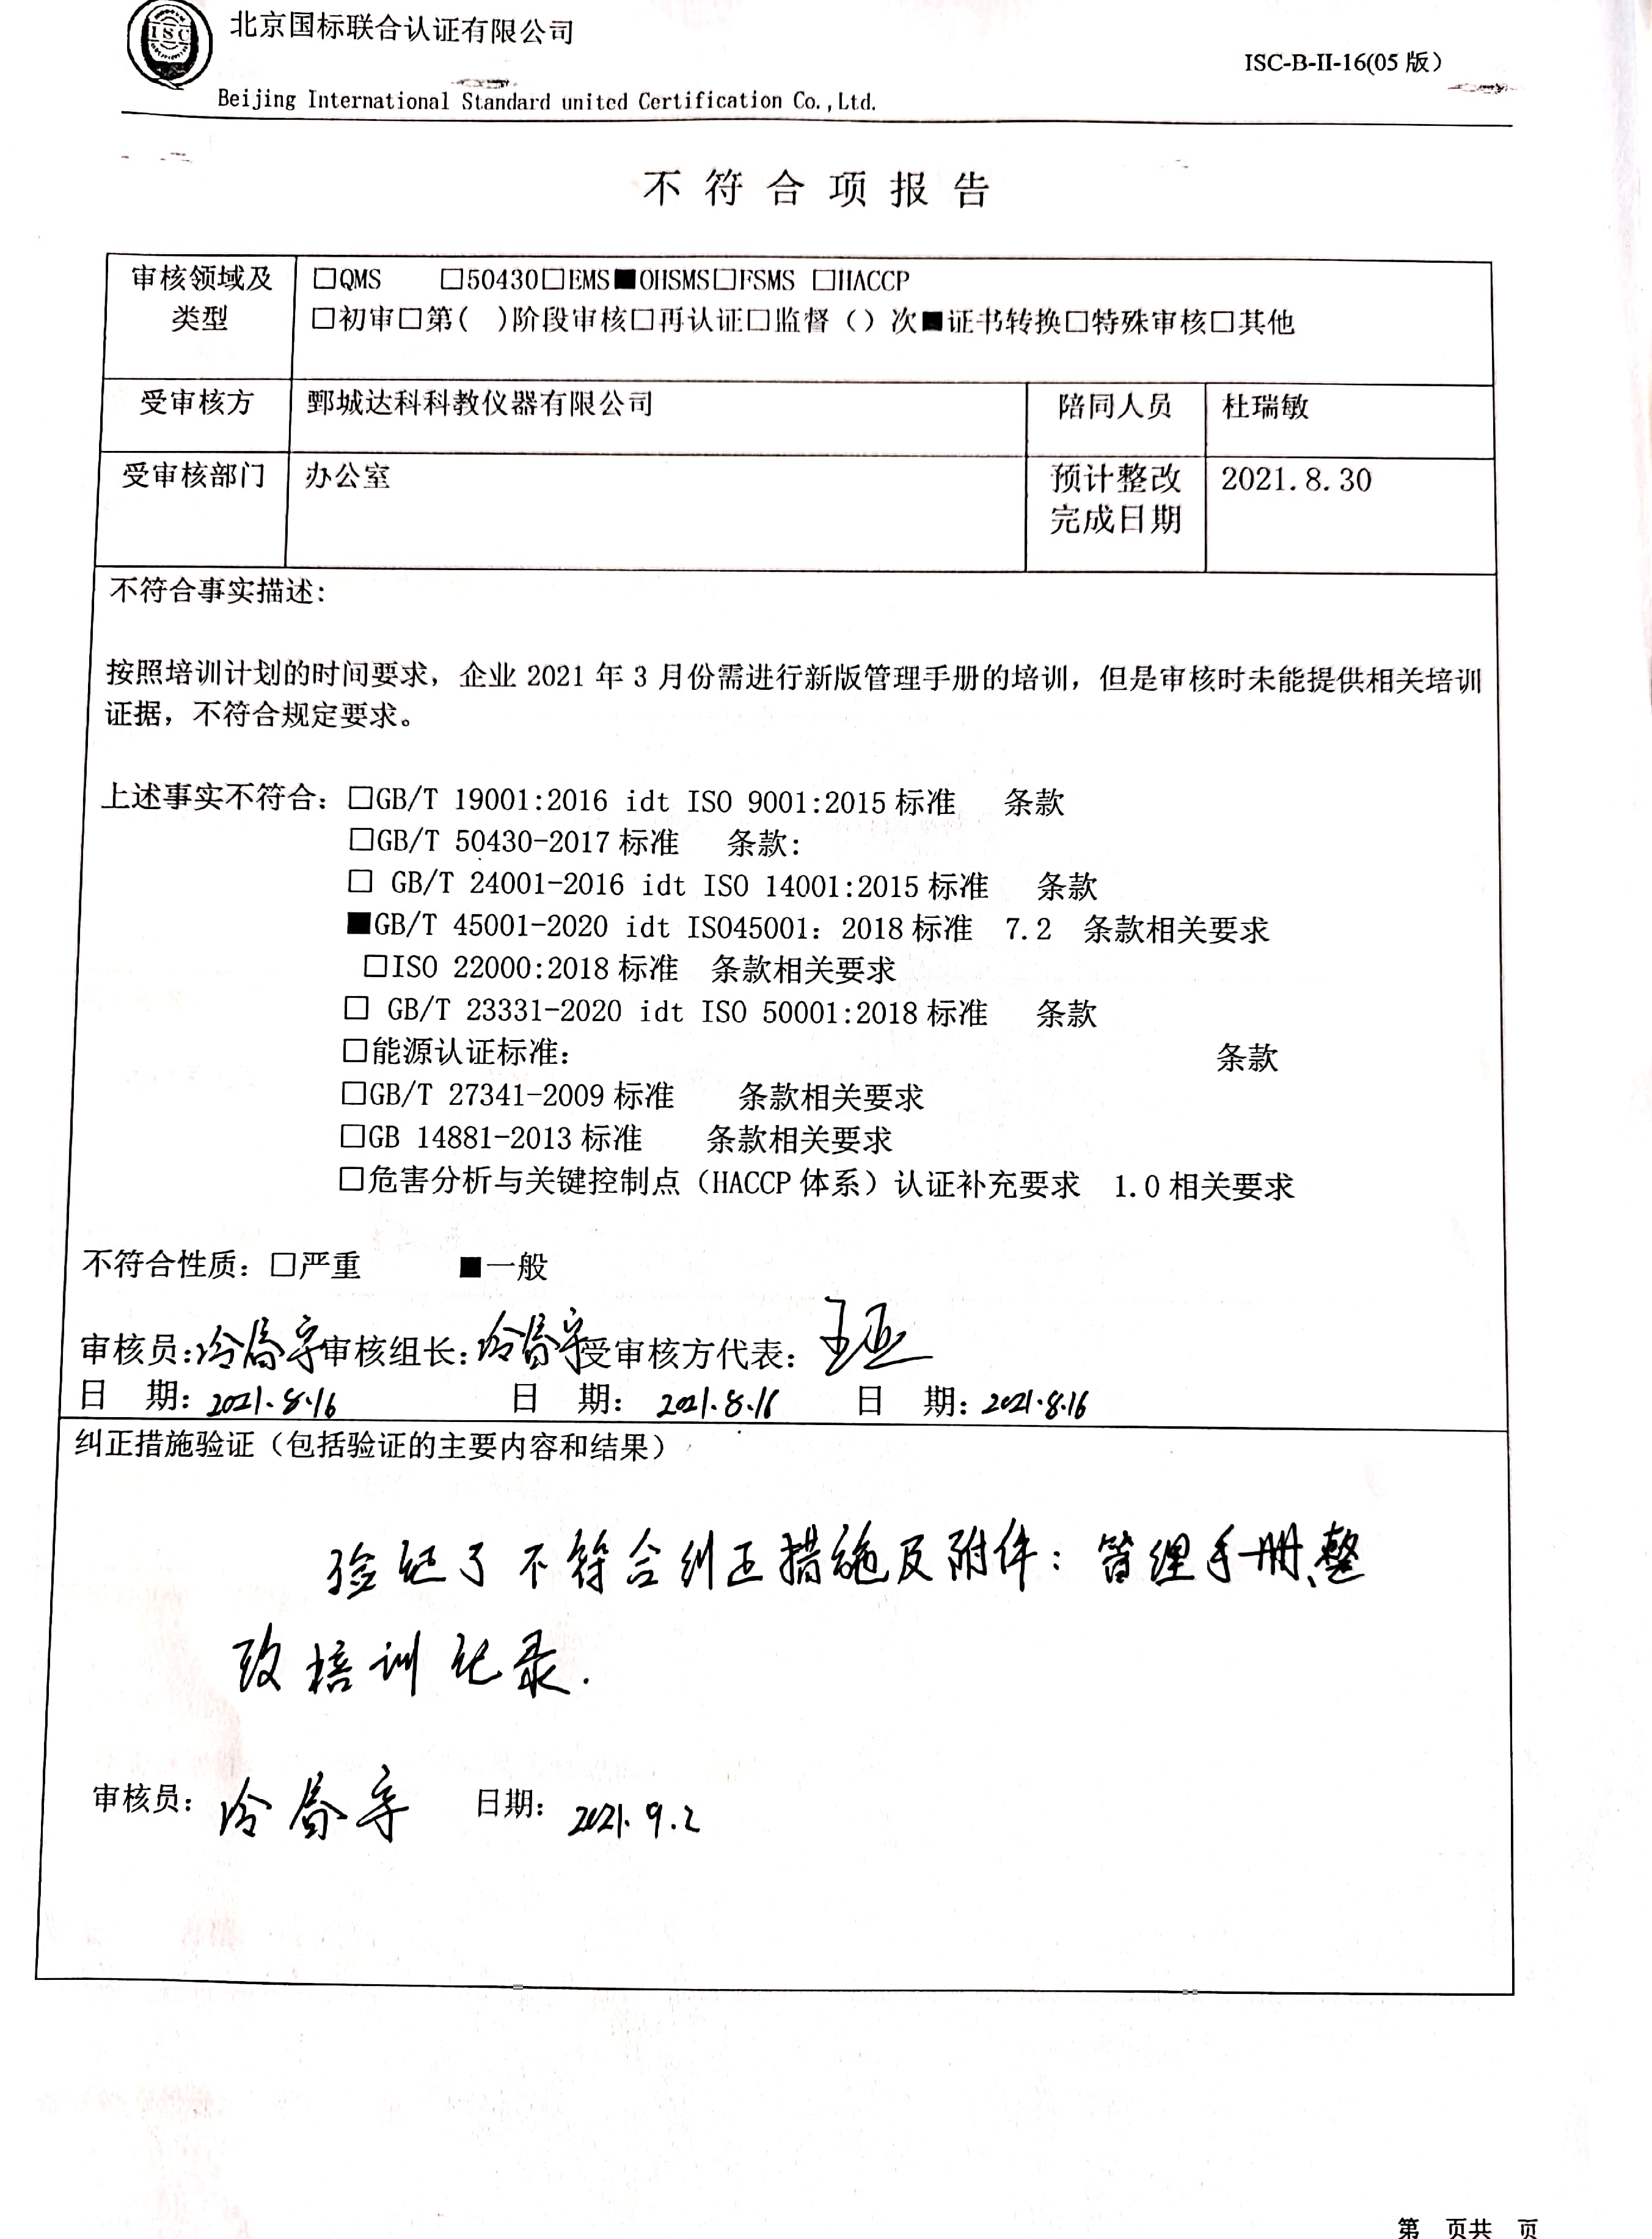 ISC
北京国标联合认证有限公司
ISC-B-II-16(05 版)
Beijing International Standard united Certification Co.,Ltd.
不符合项报告
审核领域及类型
□QMS □50430□EMS■OHSMS□FSMS □HACCP
□初审□第( )阶段审核□再认证□监督（）次■证书转换□特殊审核□其他
受审核方 鄄城达科科教仪器有限公司 陪同人员 杜瑞敏
受审核部门 办公室 预计整改完成日期 2021.8.30
不符合事实描述:
按照培训计划的时间要求，企业 2021 年 3 月份需进行新版管理手册的培训，但是审核时未能提供相关培训
证据，不符合规定要求。
上述事实不符合：□GB/T 19001:2016 idt ISO 9001:2015 标准 条款
□GB/T 50430-2017 标准 条款:
□ GB/T 24001-2016 idt ISO 14001:2015 标准 条款
■GB/T 45001-2020 idt ISO45001：2018 标准 7.2 条款相关要求
□ISO 22000:2018 标准 条款相关要求
□ GB/T 23331-2020 idt ISO 50001:2018 标准 条款
□能源认证标准： 条款
□GB/T 27341-2009 标准 条款相关要求
□GB 14881-2013 标准 条款相关要求
□危害分析与关键控制点（HACCP 体系）认证补充要求 1.0 相关要求
不符合性质：□严重 ■一般
审核员: 审核组长: 受审核方代表： 王亚
日 期：2021.8.16 日 期： 2021.8.16 日 期：2021.8.16
纠正措施验证（包括验证的主要内容和结果）
验证了不符合纠正措施及附件：管理手册、整
改培训记录.
审核员： 日期： 2021.9.2
第 页共 页